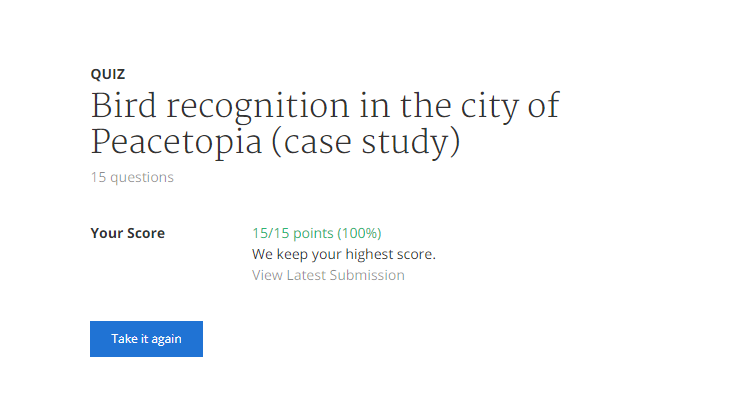 QUIZ
Bird recognition in the city of
Peacetopia (case study)
15 questions
Your Score
15/15 points (100%)
We keep your highest score.
View Latest Submission
Take it again